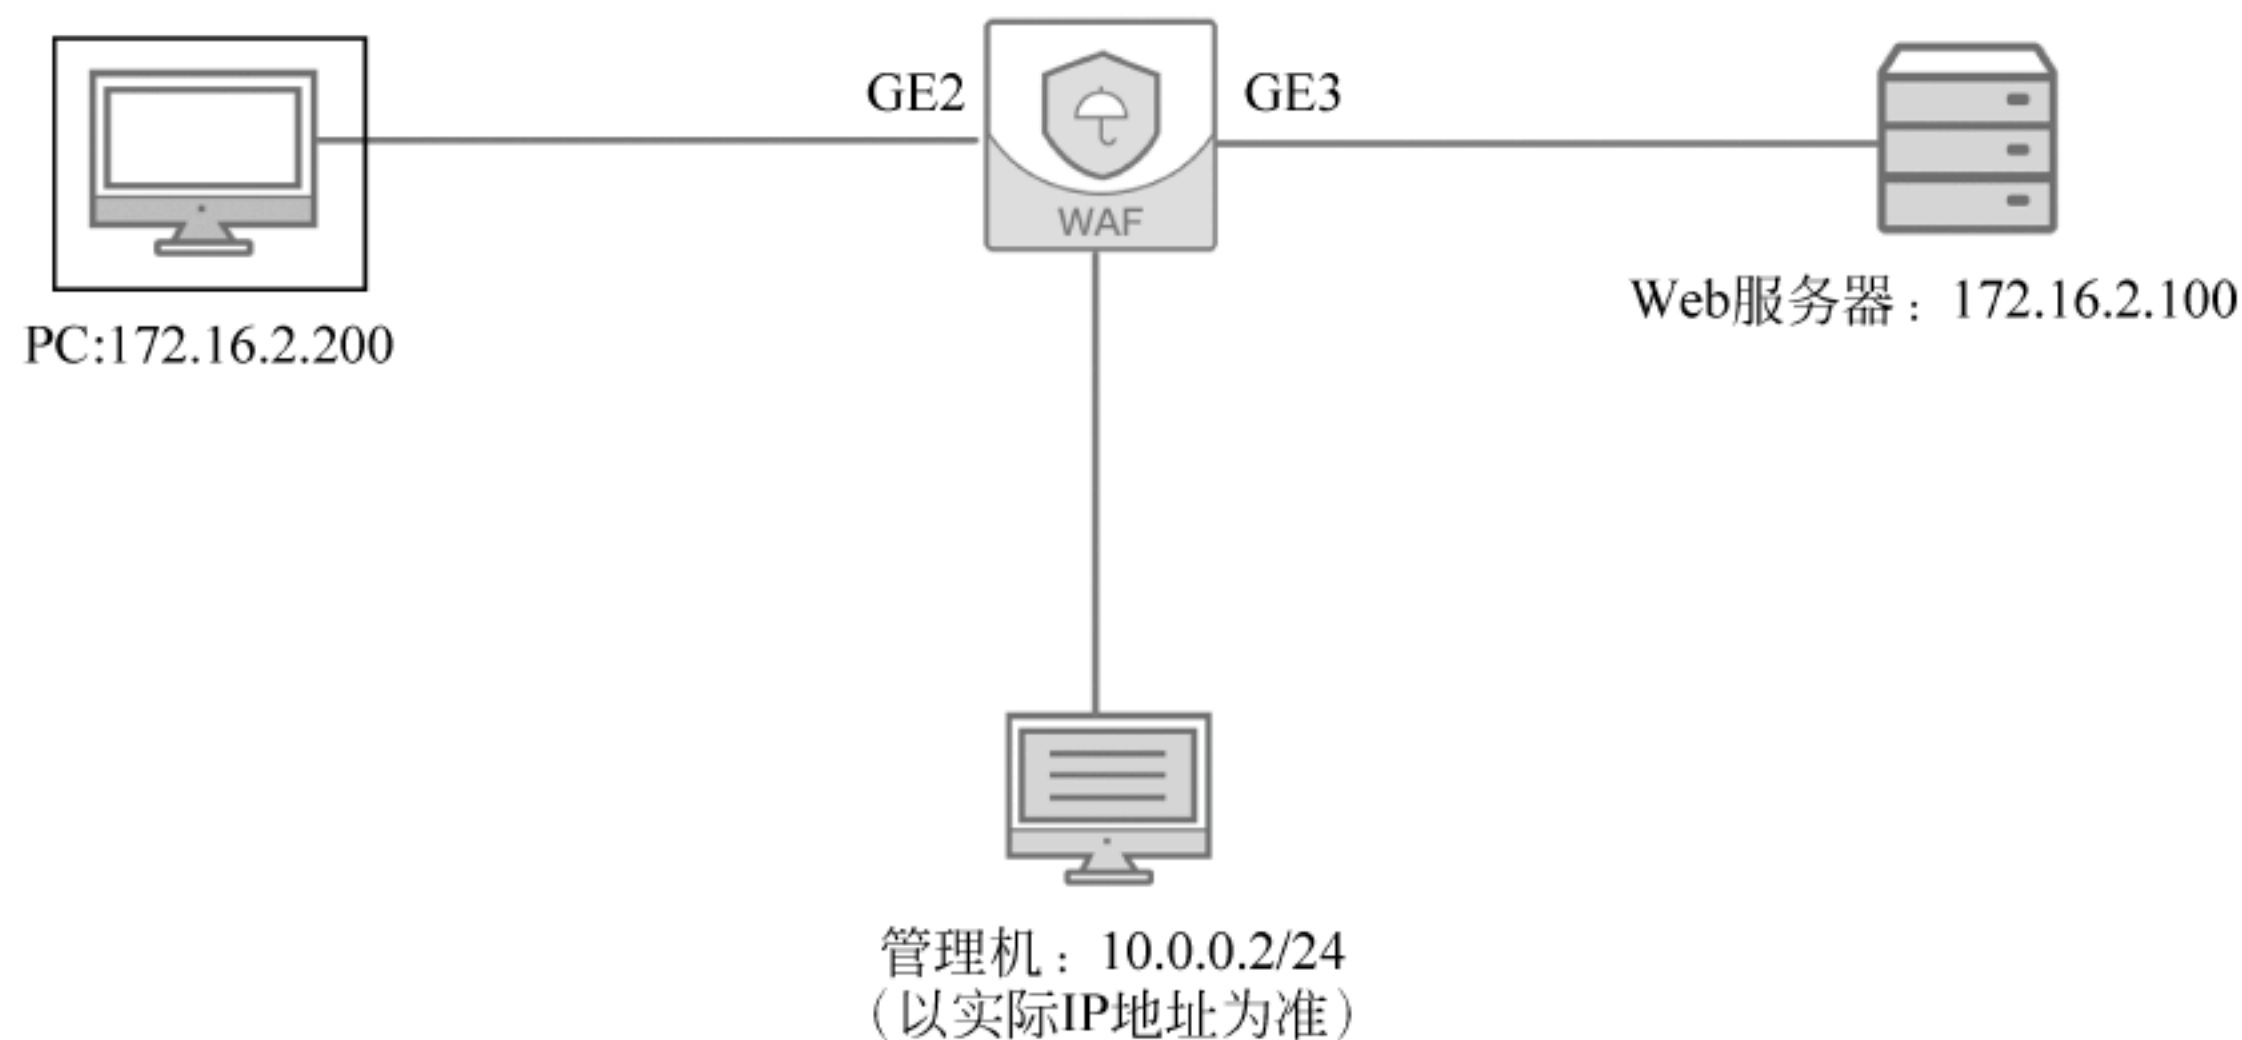 GE2
GE3
WAF
PC:172.16.2.200
Web服务器：172.16.2.100
管理机：10.0.0.2/24
（以实际IP地址为准）